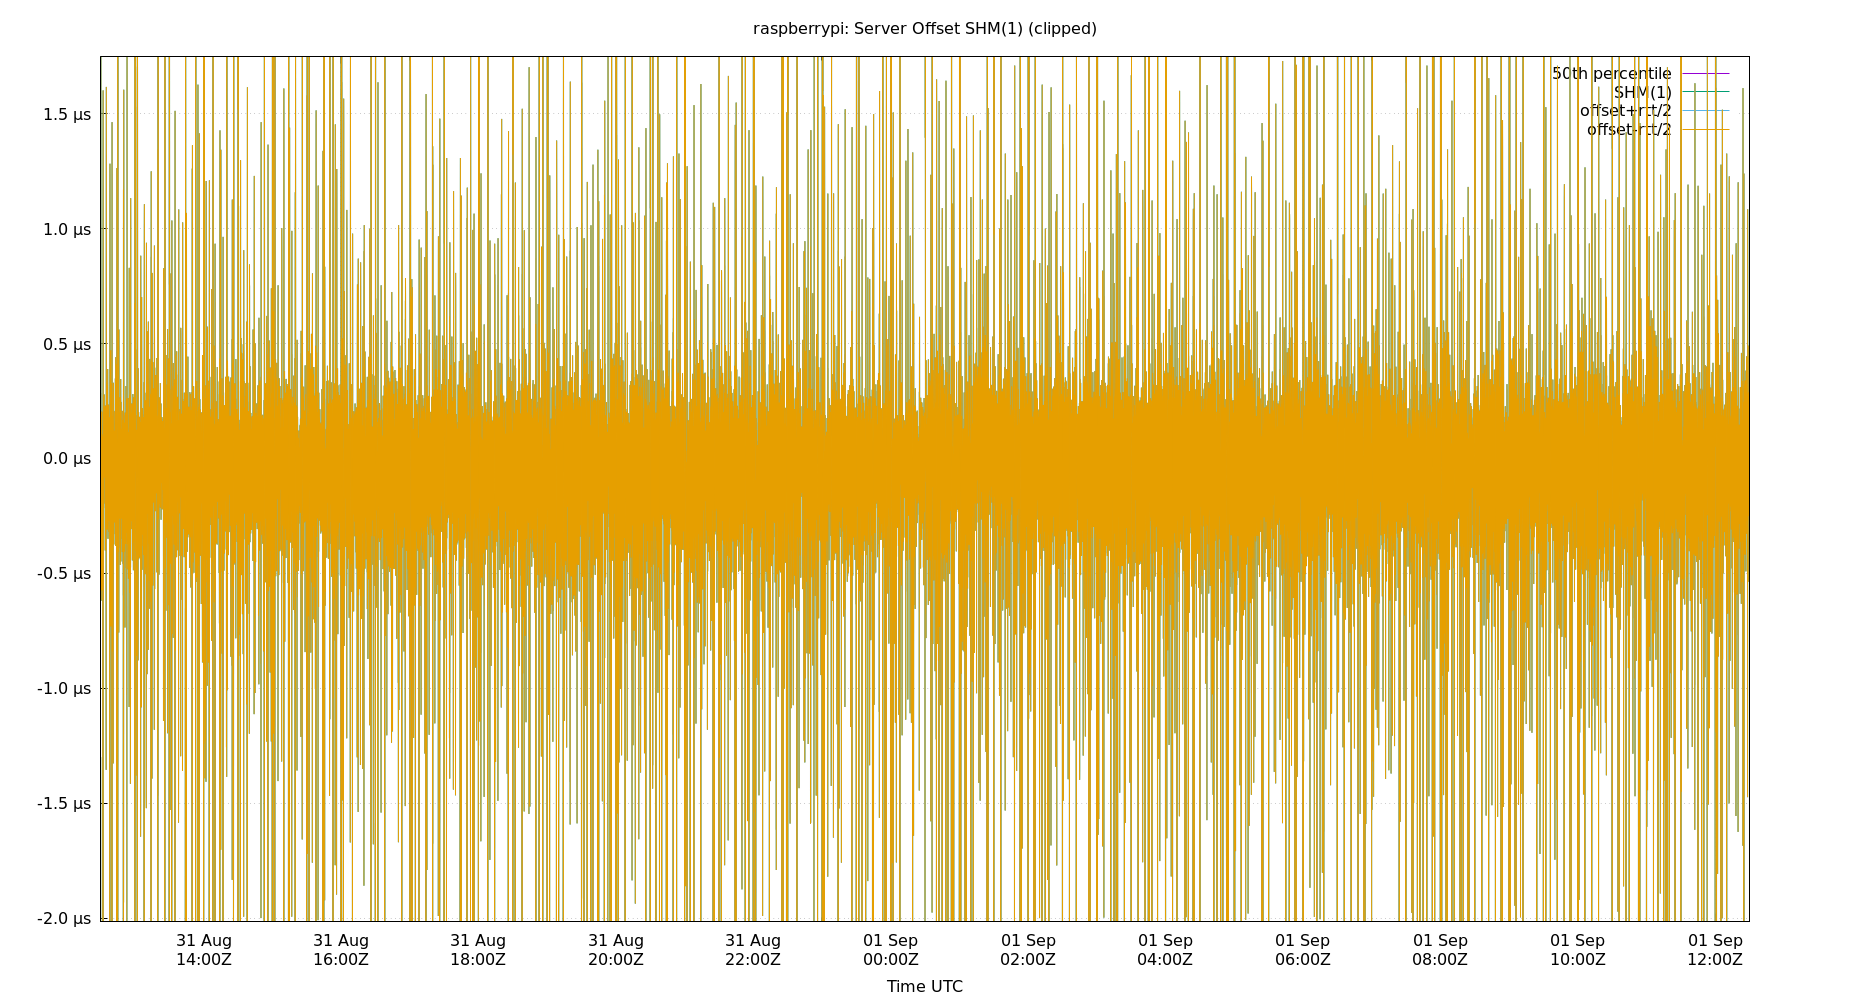 raspberrypi: Server Offset SHM(1) (clipped)
50th percentile
SHM(1)
offset+rtt/2
offset-rtt/2
1.5 µs
1.0 µs
0.5 µs
0.0 µs
-0.5 µs
-1.0 µs
-1.5 µs
-2.0 µs
31 Aug 31 Aug 31 Aug 31 Aug 31 Aug 01 Sep 01 Sep 01 Sep 01 Sep 01 Sep 01 Sep 01 Sep
14:00Z 16:00Z 18:00Z 20:00Z 22:00Z 00:00Z 02:00Z 04:00Z 06:00Z 08:00Z 10:00Z 12:00Z
Time UTC